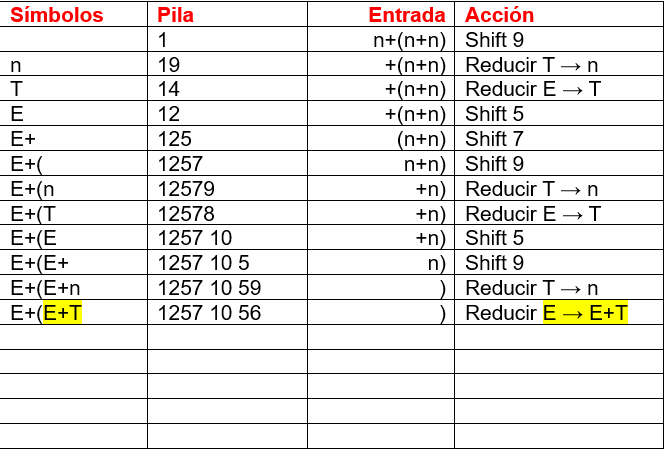 Símbolos Pila Entrada Acción
1 n+(n+n) Shift 9
n 19 +(n+n) Reducir T → n
T 14 +(n+n) Reducir E → T
E 12 +(n+n) Shift 5
E+ 125 (n+n) Shift 7
E+( 1257 n+n) Shift 9
E+(n 12579 +n) Reducir T → n
E+(T 12578 +n) Reducir E → T
E+(E 1257 10 +n) Shift 5
E+(E+ 1257 10 5 n) Shift 9
E+(E+n 1257 10 59 ) Reducir T → n
E+(E+T 1257 10 56 ) Reducir E → E+T